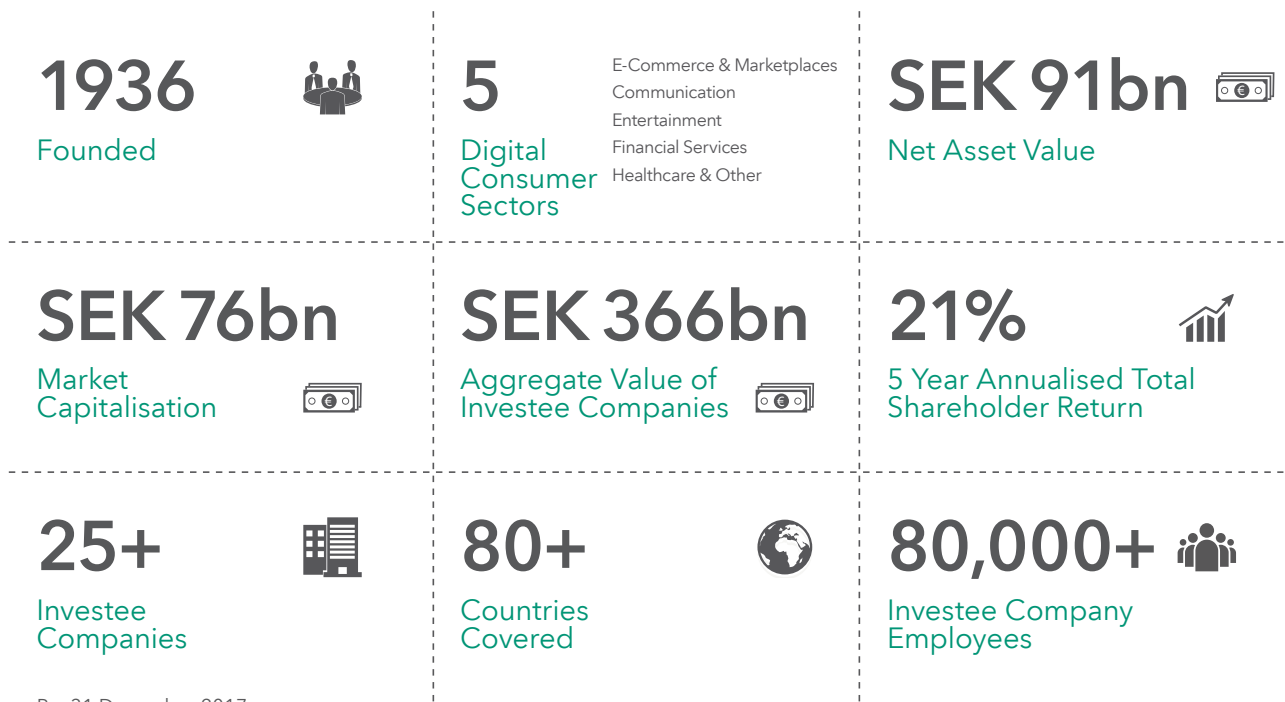 1936
Founded
5
Digital
Consumer
Sectors
E-Commerce & Marketplaces
Communication
Entertainment
Financial Services
Healthcare & Other
SEK 91bn
Net Asset Value
SEK 76bn
Market
Capitalisation
SEK 366bn
Aggregate Value of
Investee Companies
21%
5 Year Annualised Total
Shareholder Return
25+
Investee
Companies
80+
Countries
Covered
80,000+
Investee Company
Employees